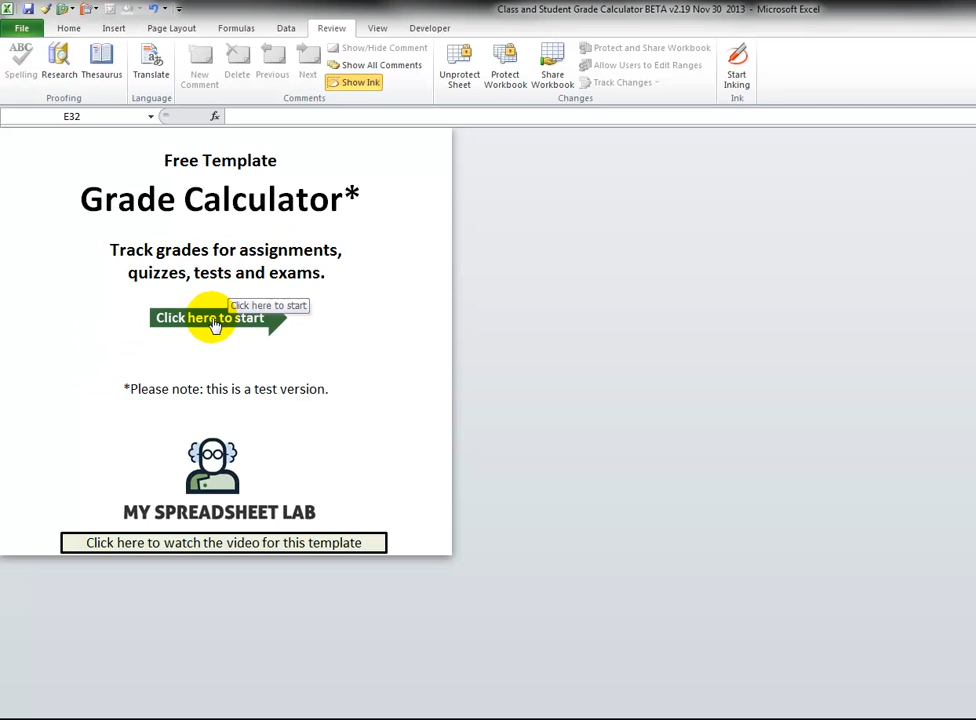 Class and Student Grade Calculator BETA v2.19 Nov 30 2013 - Microsoft Excel
File Home Insert Page Layout Formulas Data Review View Developer
ABC
Spelling Research Thesaurus
Proofing
Translate
Language
New Comment
Delete Previous Next
Show/Hide Comment
Show All Comments
Show Ink
Comments
Unprotect Sheet
Protect Workbook
Share Workbook
Protect and Share Workbook
Allow Users to Edit Ranges
Track Changes
Changes
Start Inking
Ink
E32 fx
Free Template
Grade Calculator*
Track grades for assignments,
quizzes, tests and exams.
Click here to start
Click here to start
*Please note: this is a test version.
MY SPREADSHEET LAB
Click here to watch the video for this template